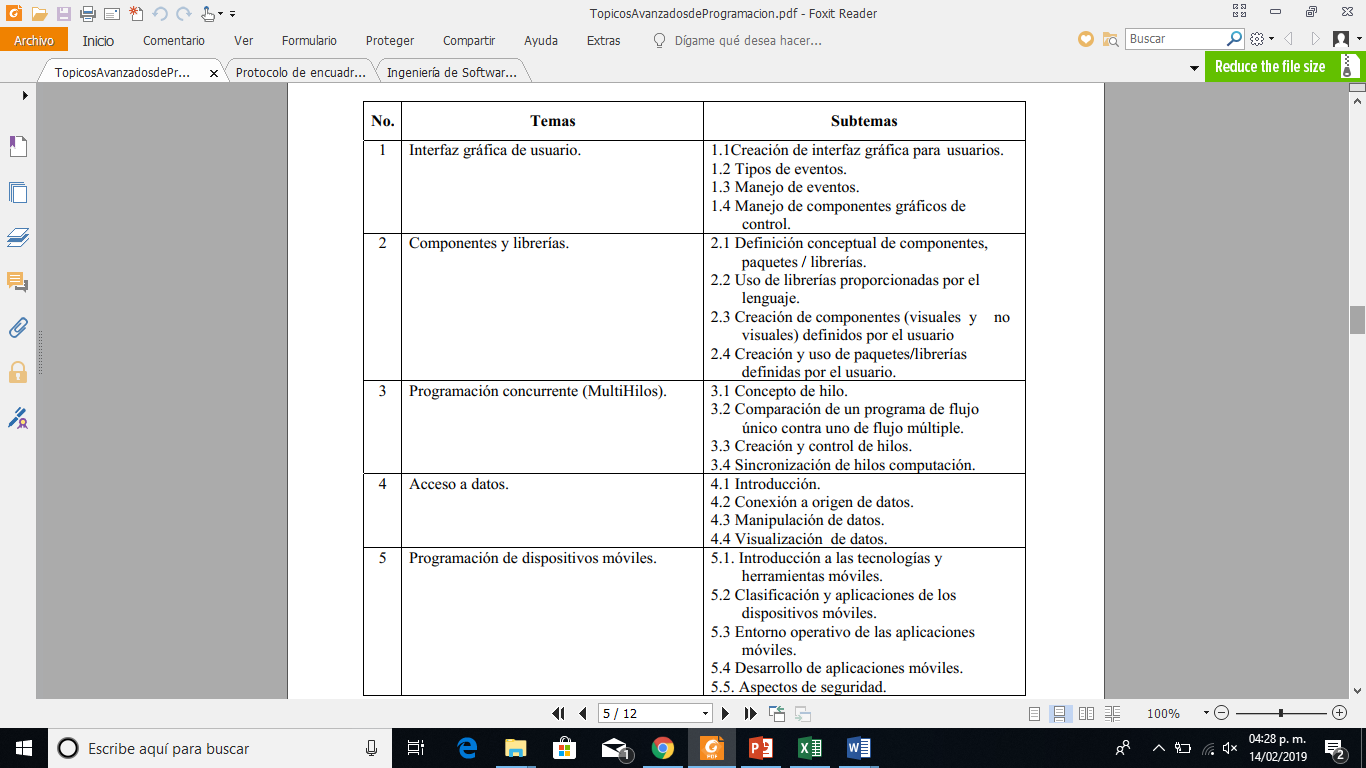 TopicosAvanzadosdeProgramacion.pdf - Foxit Reader
Archivo Inicio Comentario Ver Formulario Proteger Compartir Ayuda Extras Dígame qué desea hacer... Buscar
TopicosAvanzadosdePr... Protocolo de encuadr... Ingeniería de Softwar... Reduce the file size
No. Temas Subtemas
1 Interfaz gráfica de usuario. 1.1Creación de interfaz gráfica para usuarios.
1.2 Tipos de eventos.
1.3 Manejo de eventos.
1.4 Manejo de componentes gráficos de
control.
2 Componentes y librerías. 2.1 Definición conceptual de componentes,
paquetes / librerías.
2.2 Uso de librerías proporcionadas por el
lenguaje.
2.3 Creación de componentes (visuales y no
visuales) definidos por el usuario
2.4 Creación y uso de paquetes/librerías
definidas por el usuario.
3 Programación concurrente (MultiHilos). 3.1 Concepto de hilo.
3.2 Comparación de un programa de flujo
único contra uno de flujo múltiple.
3.3 Creación y control de hilos.
3.4 Sincronización de hilos computación.
4 Acceso a datos. 4.1 Introducción.
4.2 Conexión a origen de datos.
4.3 Manipulación de datos.
4.4 Visualización de datos.
5 Programación de dispositivos móviles. 5.1. Introducción a las tecnologías y
herramientas móviles.
5.2 Clasificación y aplicaciones de los
dispositivos móviles.
5.3 Entorno operativo de las aplicaciones
móviles.
5.4 Desarrollo de aplicaciones móviles.
5.5. Aspectos de seguridad.
5 / 12 100%
Escribe aquí para buscar 1 04:28 p. m.
14/02/2019 2